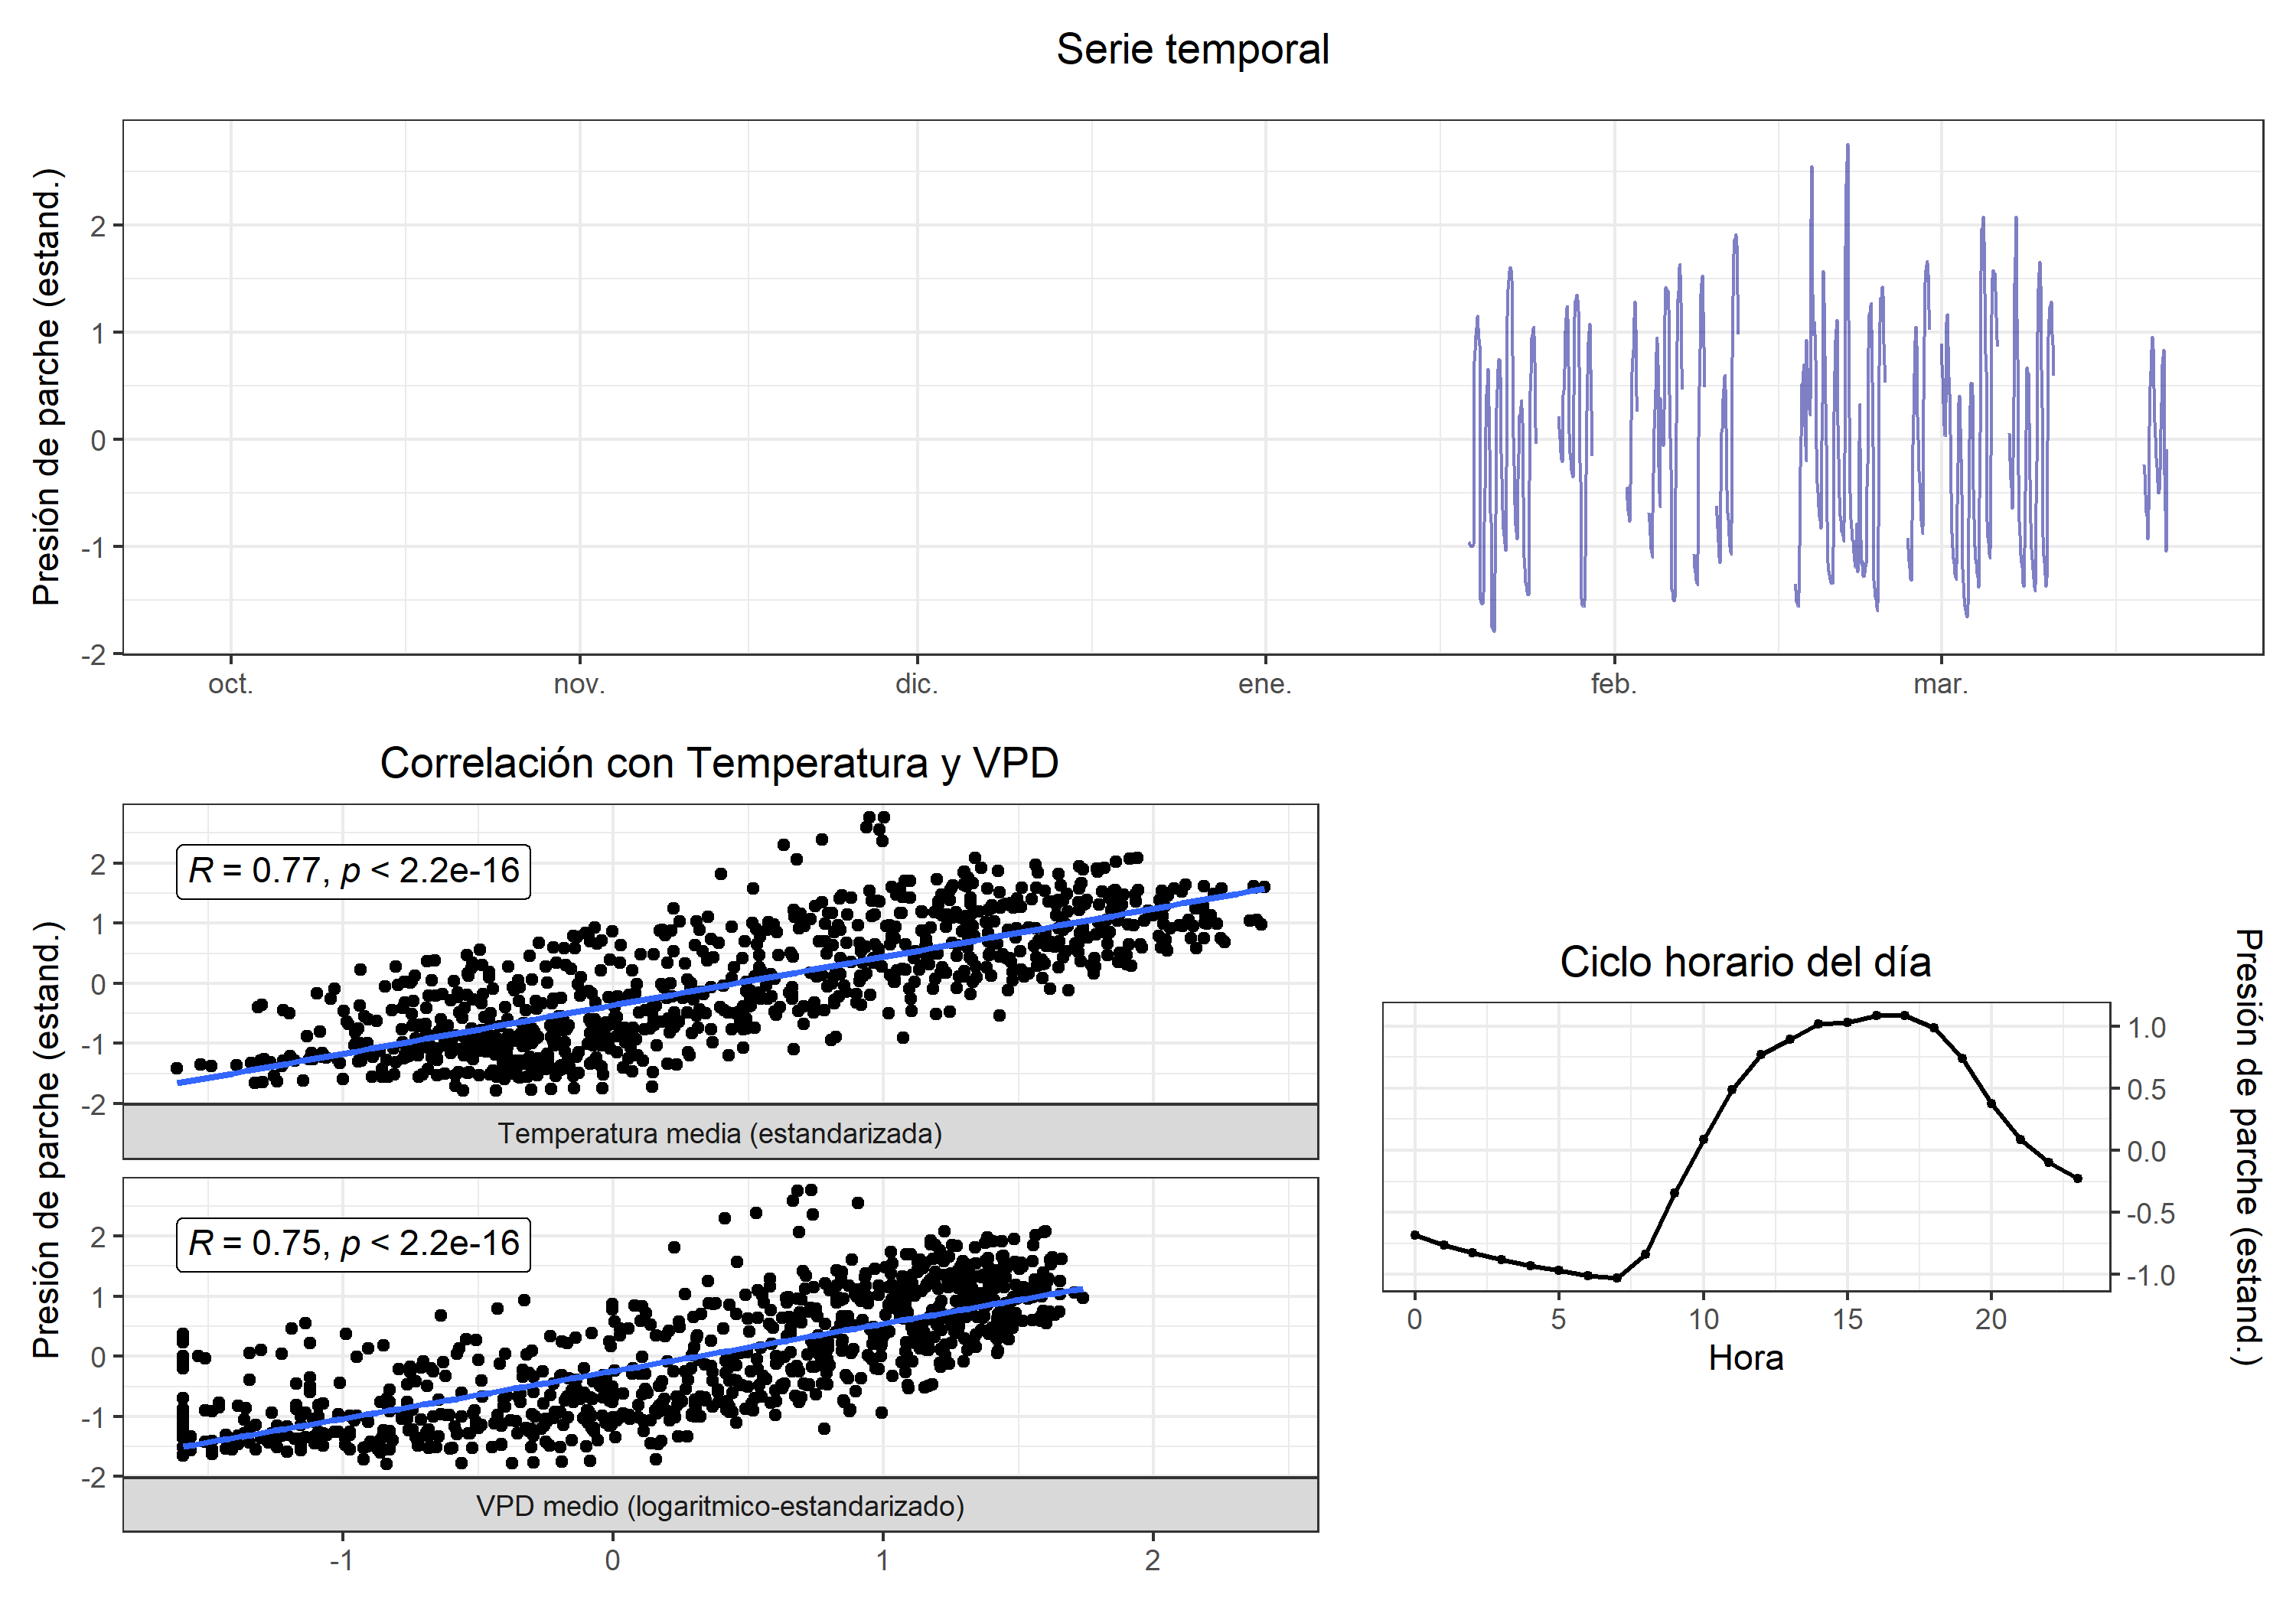 Serie temporal
Presión de parche (estand.)
2
1
0
-1
-2
oct. nov. dic. ene. feb. mar.
Correlación con Temperatura y VPD
Presión de parche (estand.)
R = 0.77, p < 2.2e-16
2
1
0
-1
-2
Temperatura media (estandarizada)
R = 0.75, p < 2.2e-16
2
1
0
-1
-2
VPD medio (logaritmico-estandarizado)
-1 0 1 2
Ciclo horario del día
1.0
0.5
0.0
-0.5
-1.0
Presión de parche (estand.)
0 5 10 15 20
Hora